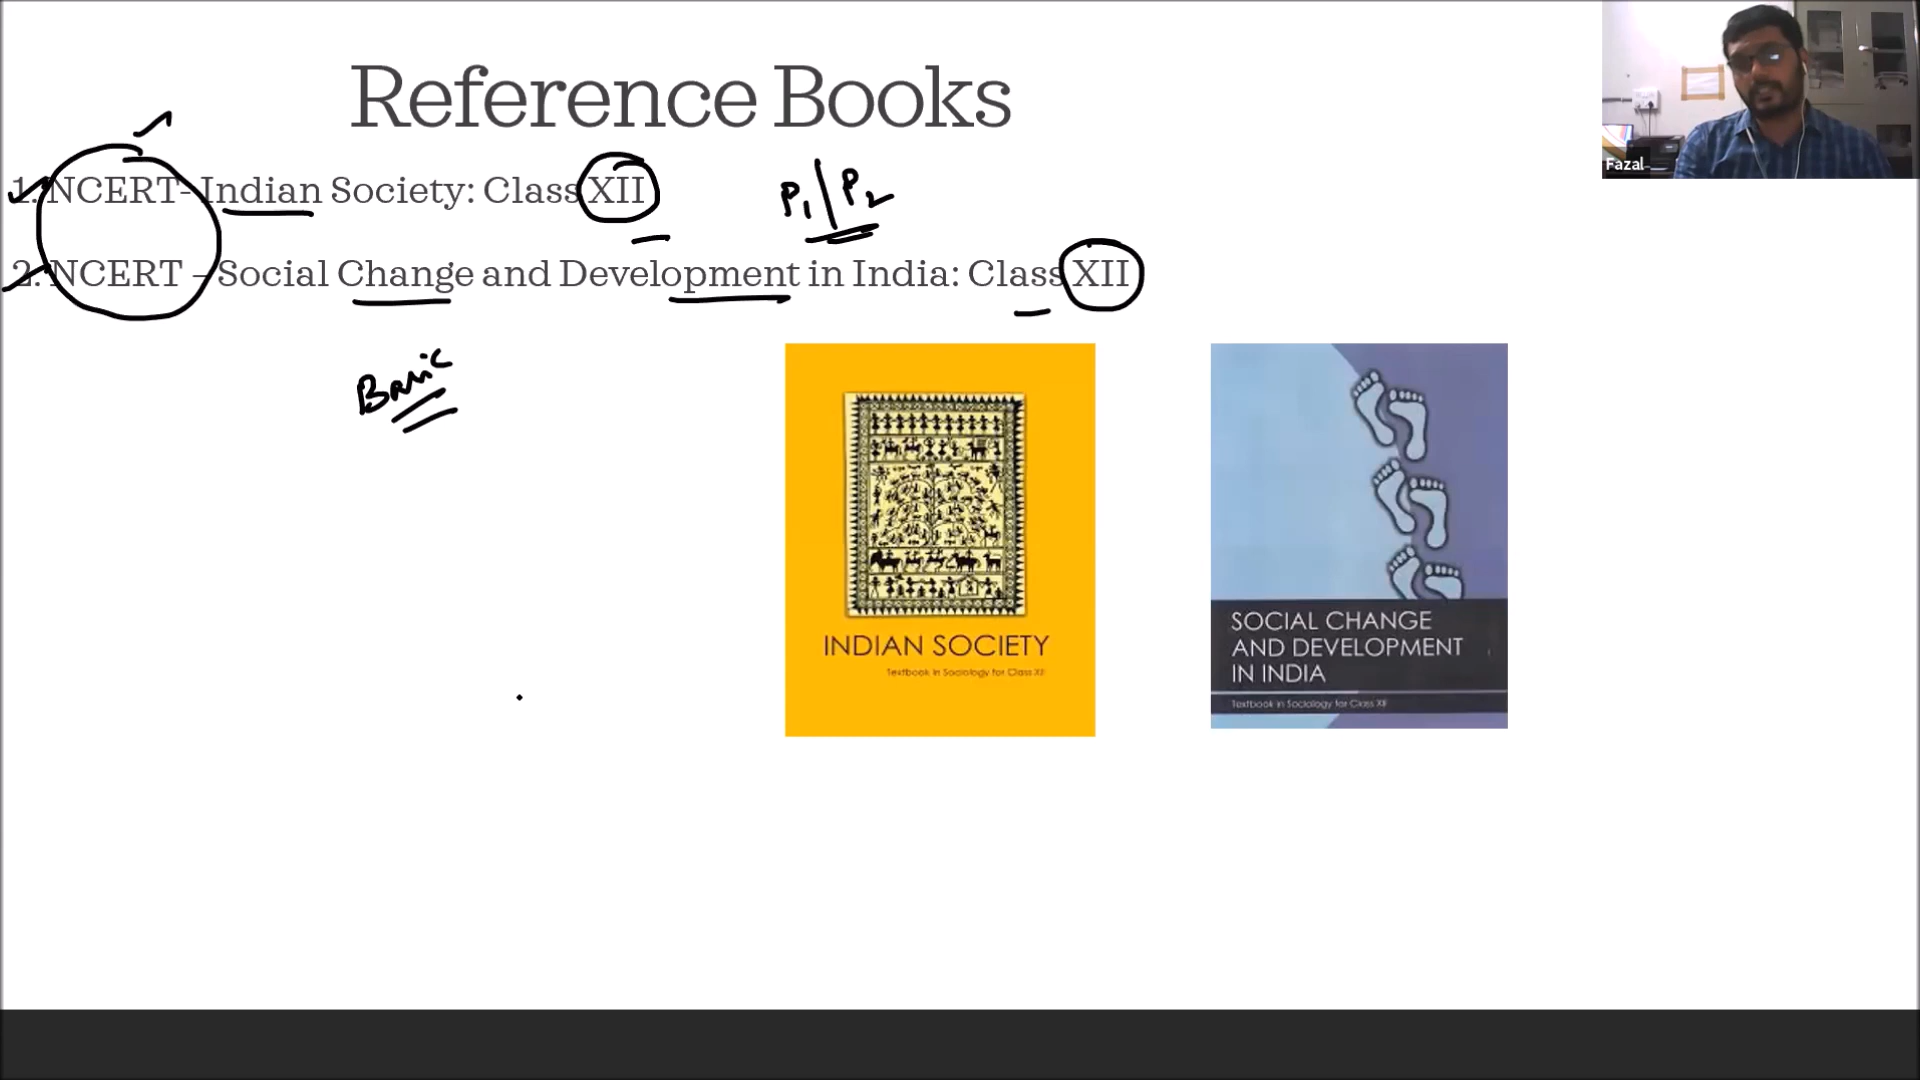 Reference Books
1. NCERT- Indian Society: Class XII
P1/P2
2. NCERT – Social Change and Development in India: Class XII
Basic
INDIAN SOCIETY
Textbook in Sociology for Class XII
SOCIAL CHANGE
AND DEVELOPMENT
IN INDIA
Textbook in Sociology for Class XII
Fazal